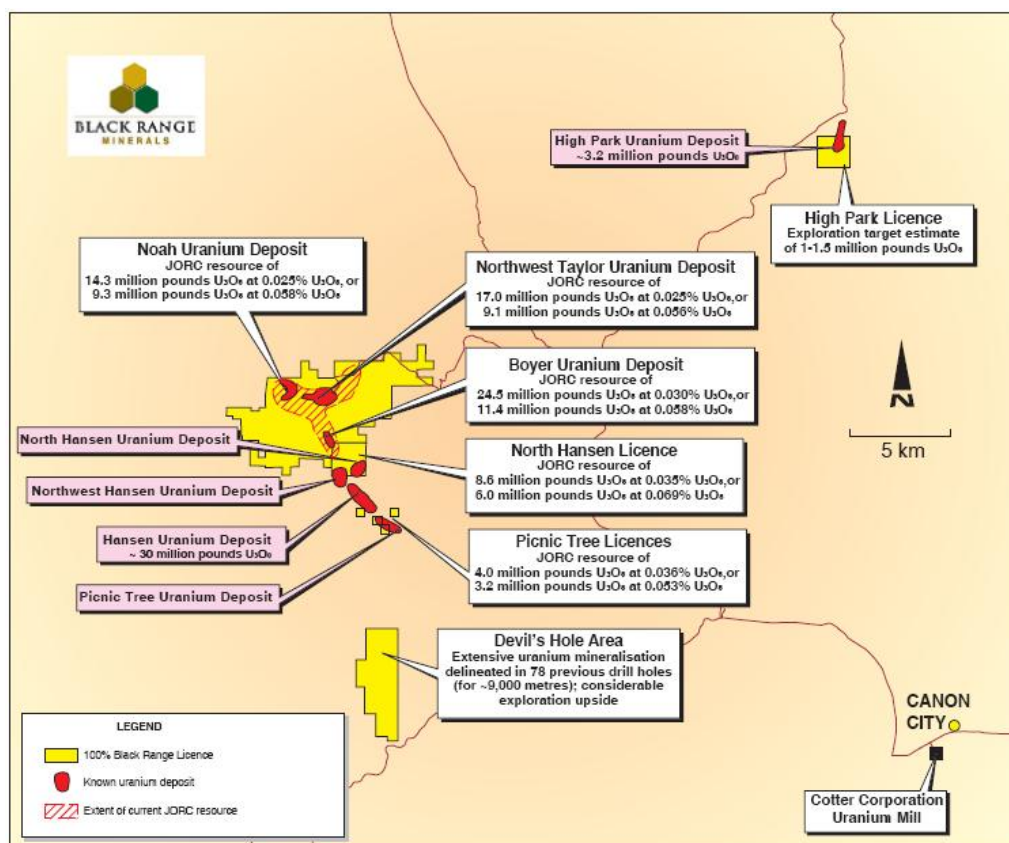 BLACK RANGE
MINERALS
High Park Uranium Deposit
~3.2 million pounds U₃O₈
High Park Licence
Exploration target estimate
of 1-1.5 million pounds U₃O₈
Noah Uranium Deposit
JORC resource of
14.3 million pounds U₃O₈ at 0.025% U₃O₈, or
9.3 million pounds U₃O₈ at 0.058% U₃O₈
Northwest Taylor Uranium Deposit
JORC resource of
17.0 million pounds U₃O₈ at 0.025% U₃O₈, or
9.1 million pounds U₃O₈ at 0.056% U₃O₈
Boyer Uranium Deposit
JORC resource of
24.5 million pounds U₃O₈ at 0.030% U₃O₈, or
11.4 million pounds U₃O₈ at 0.058% U₃O₈
N
5 km
North Hansen Uranium Deposit
North Hansen Licence
JORC resource of
8.6 million pounds U₃O₈ at 0.035% U₃O₈, or
6.0 million pounds U₃O₈ at 0.069% U₃O₈
Northwest Hansen Uranium Deposit
Hansen Uranium Deposit
~ 30 million pounds U₃O₈
Picnic Tree Licences
JORC resource of
4.0 million pounds U₃O₈ at 0.036% U₃O₈, or
3.2 million pounds U₃O₈ at 0.053% U₃O₈
Picnic Tree Uranium Deposit
Devil's Hole Area
Extensive uranium mineralisation
delineated in 78 previous drill holes
(for ~9,000 metres); considerable
exploration upside
CANON
CITY
Cotter Corporation
Uranium Mill
LEGEND
100% Black Range Licence
Known uranium deposit
Extent of current JORC resource